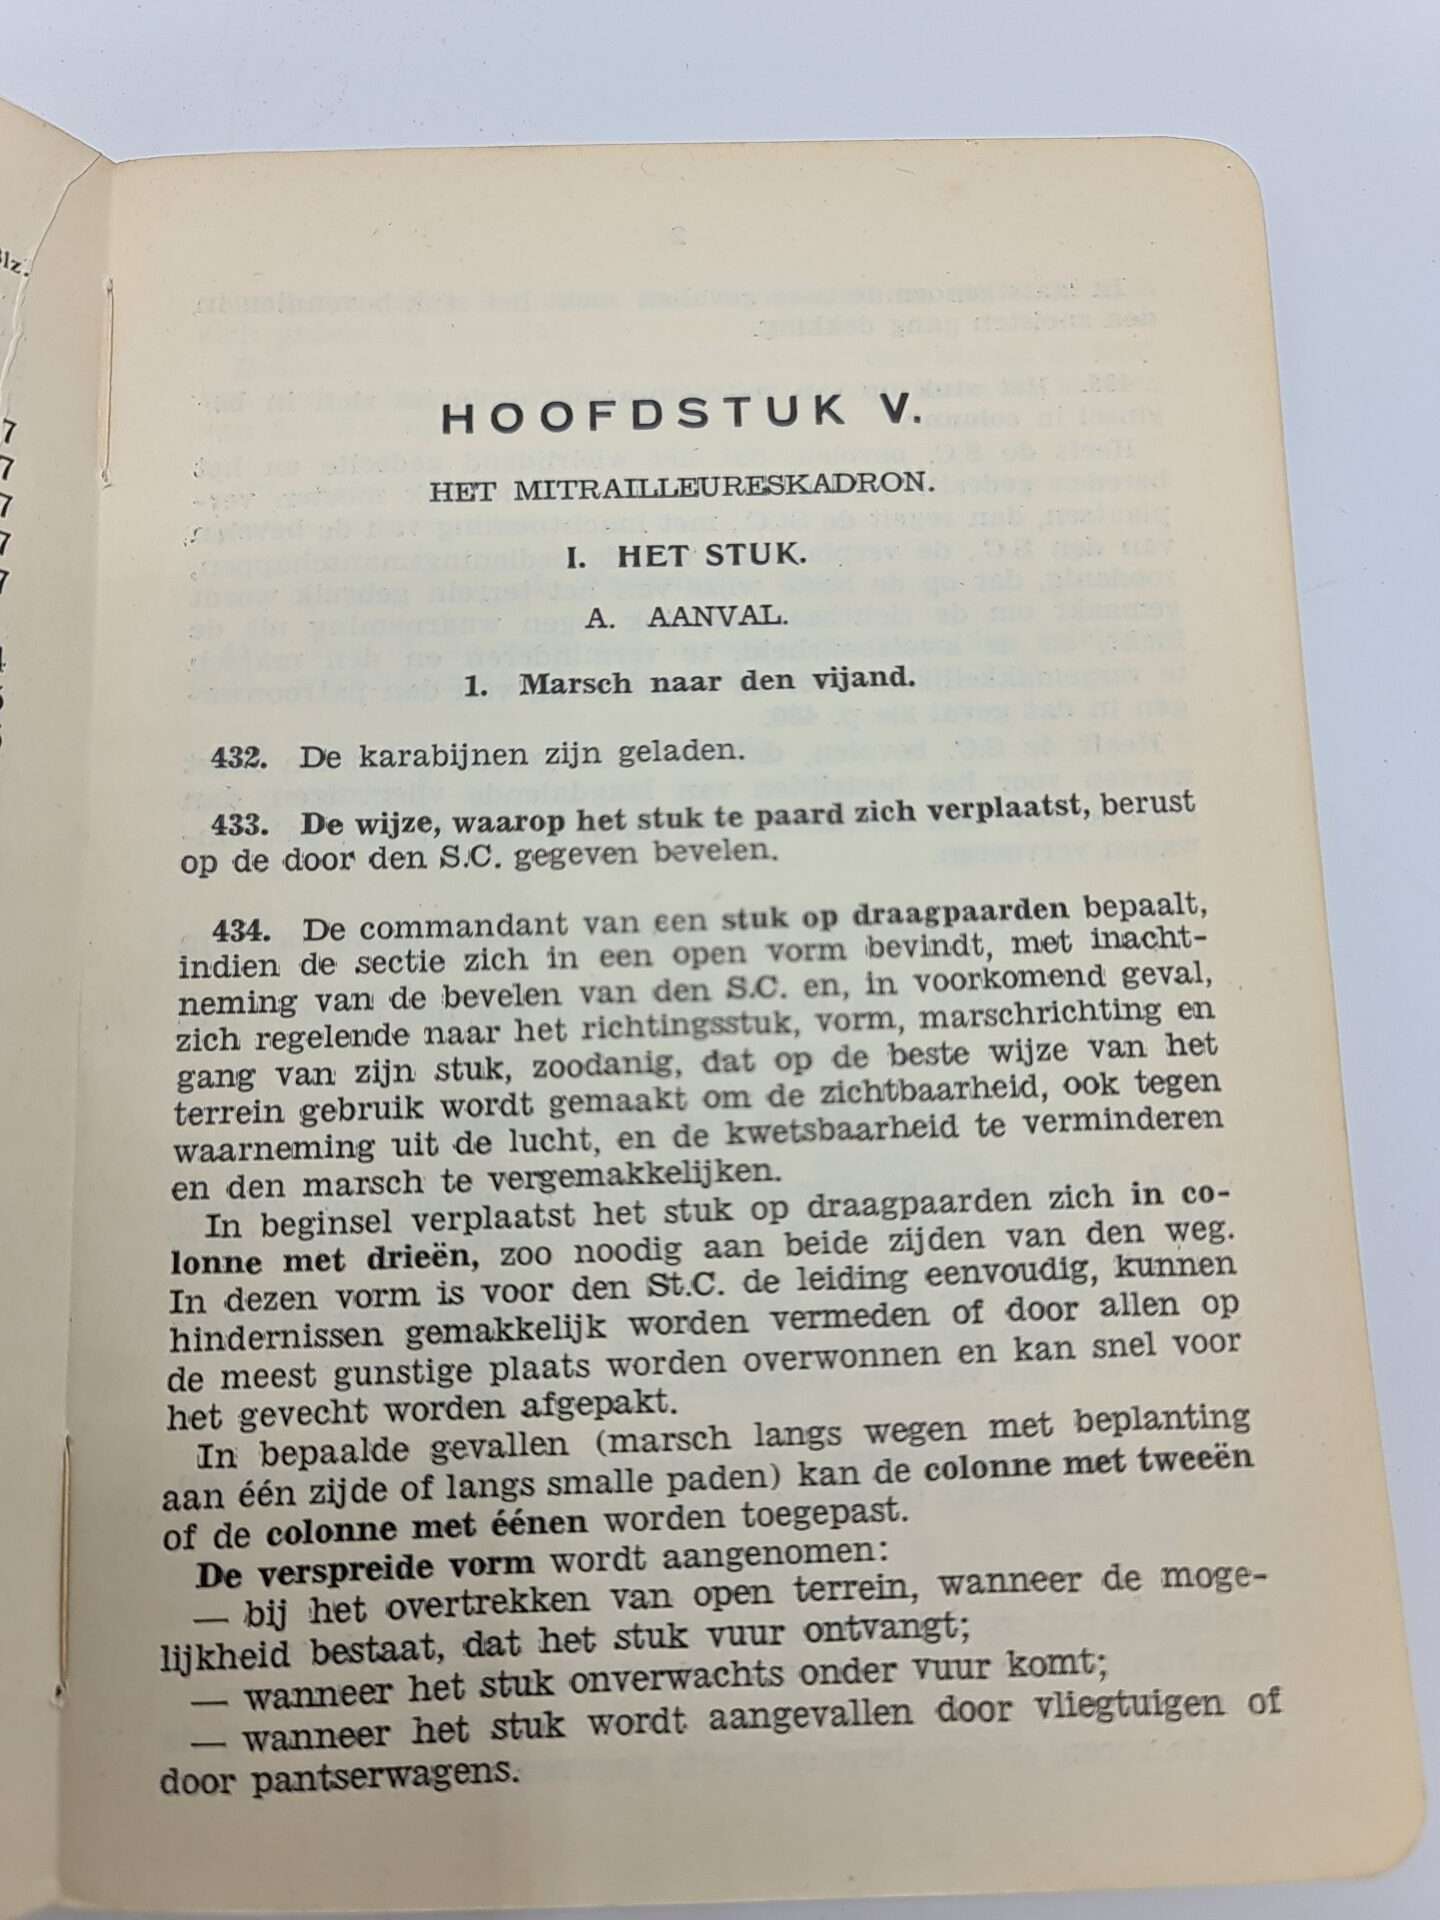 Blz.
7
7
7
7
7
HOOFDSTUK V.
HET MITRAILLEURESKADRON.
I. HET STUK.
A. AANVAL.
1. Marsch naar den vijand.
432. De karabijnen zijn geladen.
433. De wijze, waarop het stuk te paard zich verplaatst, berust
op de door den S.C. gegeven bevelen.
434. De commandant van een stuk op draagpaarden bepaalt,
indien de sectie zich in een open vorm bevindt, met inacht-
neming van de bevelen van den S.C. en, in voorkomend geval,
zich regelende naar het richtingsstuk, vorm, marschrichting en
gang van zijn stuk, zoodanig, dat op de beste wijze van het
terrein gebruik wordt gemaakt om de zichtbaarheid, ook tegen
waarneming uit de lucht, en de kwetsbaarheid te verminderen
en den marsch te vergemakkelijken.
In beginsel verplaatst het stuk op draagpaarden zich in co-
lonne met drieën, zoo noodig aan beide zijden van den weg.
In dezen vorm is voor den St.C. de leiding eenvoudig, kunnen
hindernissen gemakkelijk worden vermeden of door allen op
de meest gunstige plaats worden overwonnen en kan snel voor
het gevecht worden afgepakt.
In bepaalde gevallen (marsch langs wegen met beplanting
aan één zijde of langs smalle paden) kan de colonne met tweeën
of de colonne met éénen worden toegepast.
De verspreide vorm wordt aangenomen:
— bij het overtrekken van open terrein, wanneer de moge-
lijkheid bestaat, dat het stuk vuur ontvangt;
— wanneer het stuk onverwachts onder vuur komt;
— wanneer het stuk wordt aangevallen door vliegtuigen of
door pantserwagens.